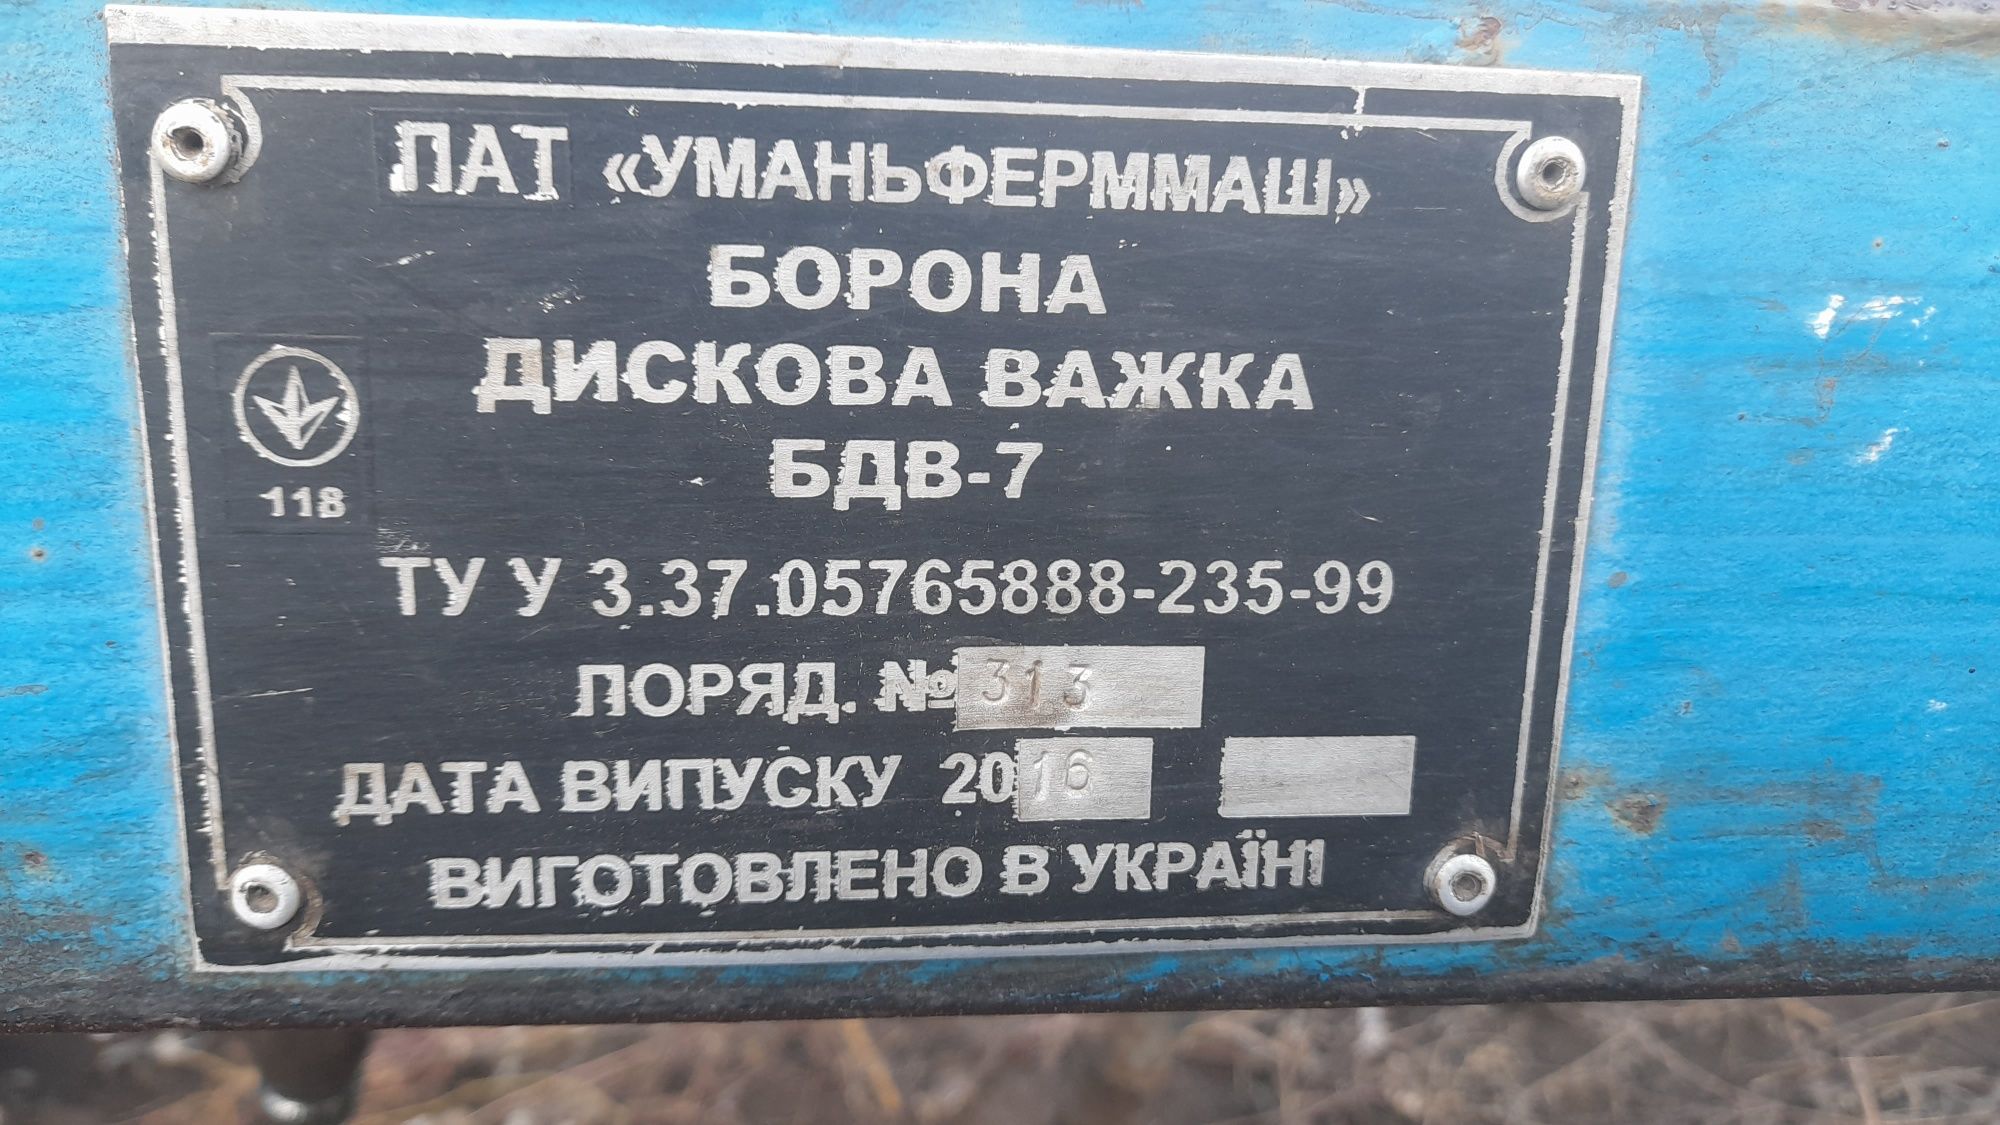 ПАТ «УМАНЬФЕРММАШ»
БОРОНА
ДИСКОВА ВАЖКА
БДВ-7
118
ТУ У 3.37.05765888-235-99
ПОРЯД. № 313
ДАТА ВИПУСКУ 2016
ВИГОТОВЛЕНО В УКРАЇНІ